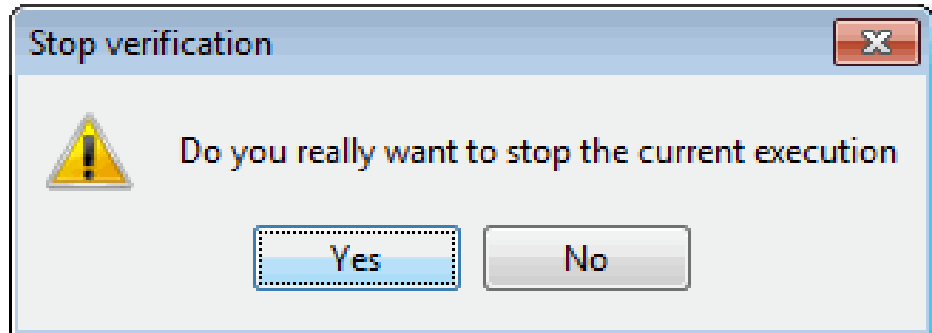 Stop verification
Do you really want to stop the current execution
Yes
No